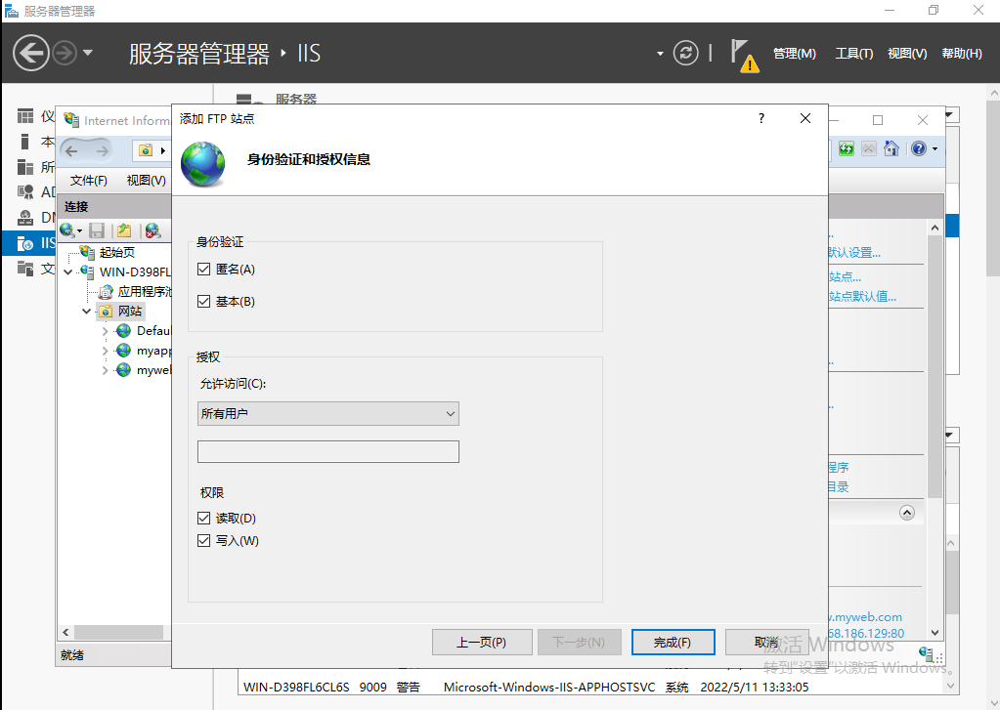 服务器管理器
服务器管理器 ‣ IIS
管理(M) 工具(T) 视图(V) 帮助(H)
服务器
仪
本
所
AD
IIS
文
Internet Inform
文件(F) 视图(V)
连接
起始页
WIN-D398FL
应用程序池
网站
Defau
myapp
myweb
就绪
添加 FTP 站点
?
身份验证和授权信息
身份验证
匿名(A)
基本(B)
授权
允许访问(C):
所有用户
权限
读取(D)
写入(W)
上一页(P) 下一步(N) 完成(F) 取消
默认设置...
站点...
站点默认值...
程序
目录
w.myweb.com
68.186.129:80
激活 Windows
转到"设置"以激活 Windows。
WIN-D398FL6CL6S 9009 警告 Microsoft-Windows-IIS-APPHOSTSVC 系统 2022/5/11 13:33:05